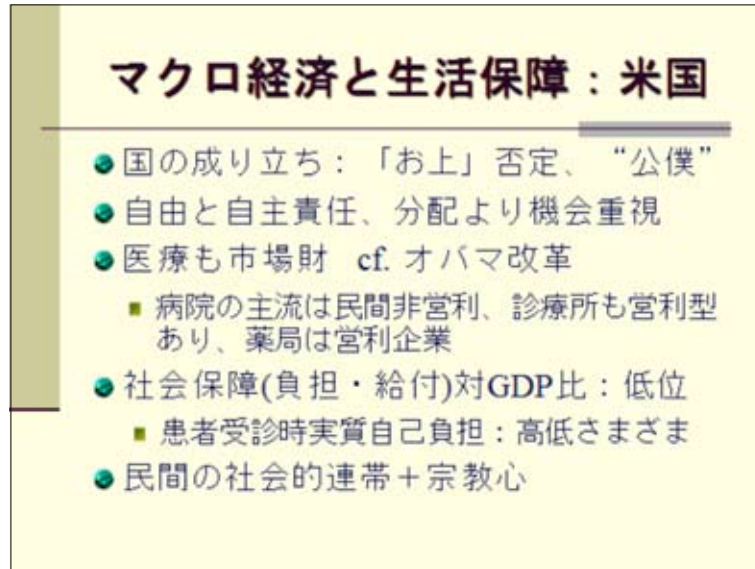 マクロ経済と生活保障：米国
国の成り立ち：「お上」否定、“公僕”
自由と自主責任、分配より機会重視
医療も市場財 cf. オバマ改革
病院の主流は民間非営利、診療所も営利型
あり、薬局は営利企業
社会保障(負担・給付)対GDP比：低位
患者受診時実質自己負担：高低さまざま
民間の社会的連帯＋宗教心